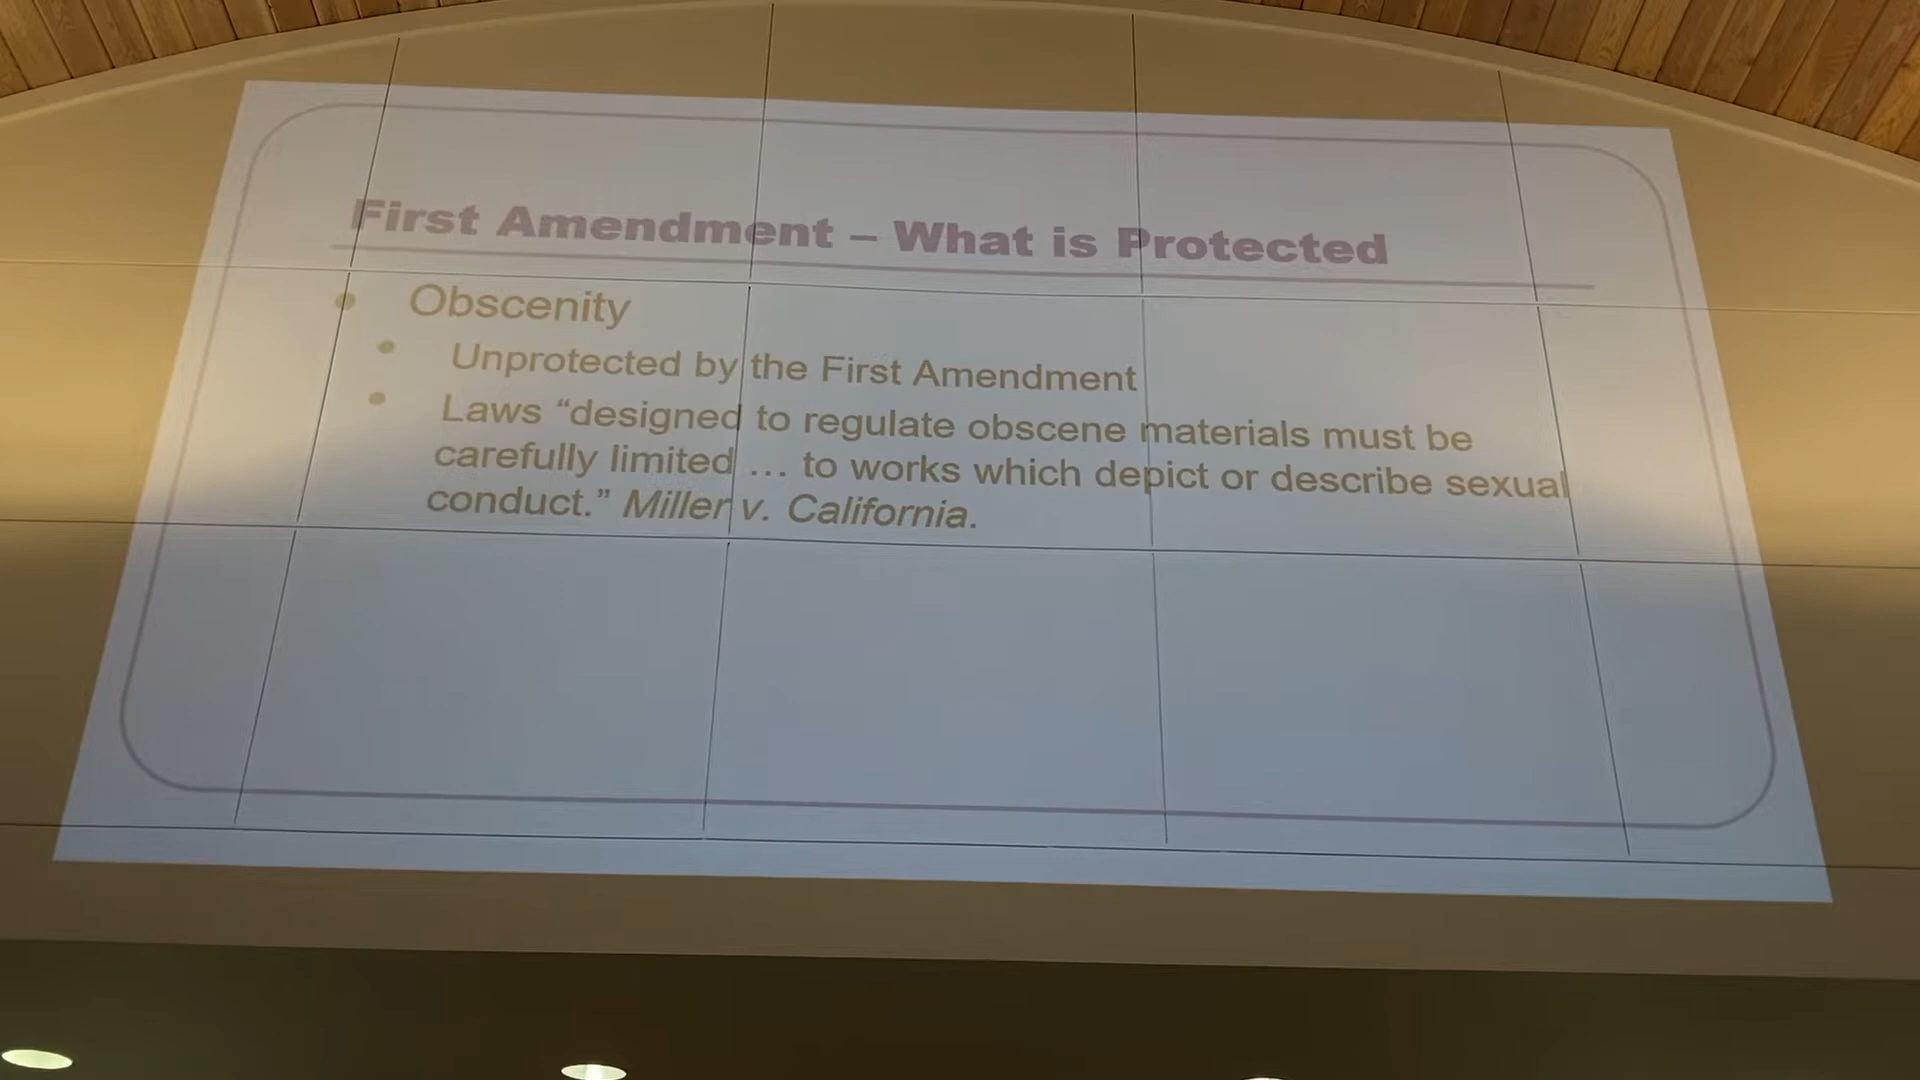 First Amendment – What is Protected
• Obscenity
• Unprotected by the First Amendment
• Laws “designed to regulate obscene materials must be
carefully limited … to works which depict or describe sexual
conduct.” Miller v. California.